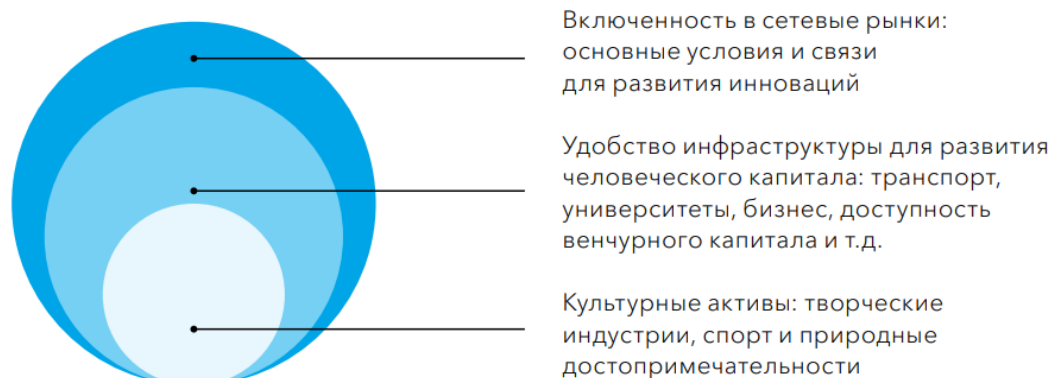 Включенность в сетевые рынки:
основные условия и связи
для развития инноваций
Удобство инфраструктуры для развития
человеческого капитала: транспорт,
университеты, бизнес, доступность
венчурного капитала и т.д.
Культурные активы: творческие
индустрии, спорт и природные
достопримечательности